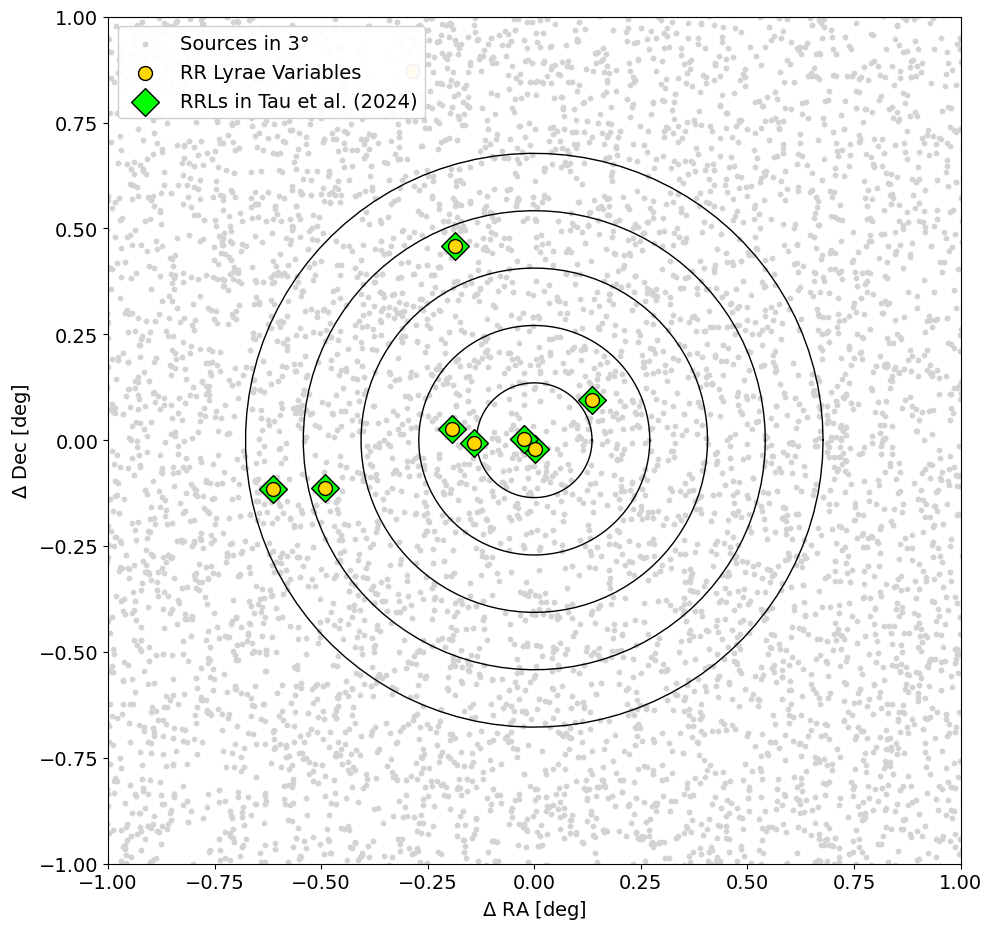 1.00
0.75
0.50
0.25
0.00
−0.25
−0.50
−0.75
−1.00
Δ Dec [deg]
Sources in 3°
RR Lyrae Variables
RRLs in Tau et al. (2024)
−1.00 −0.75 −0.50 −0.25 0.00 0.25 0.50 0.75 1.00
Δ RA [deg]